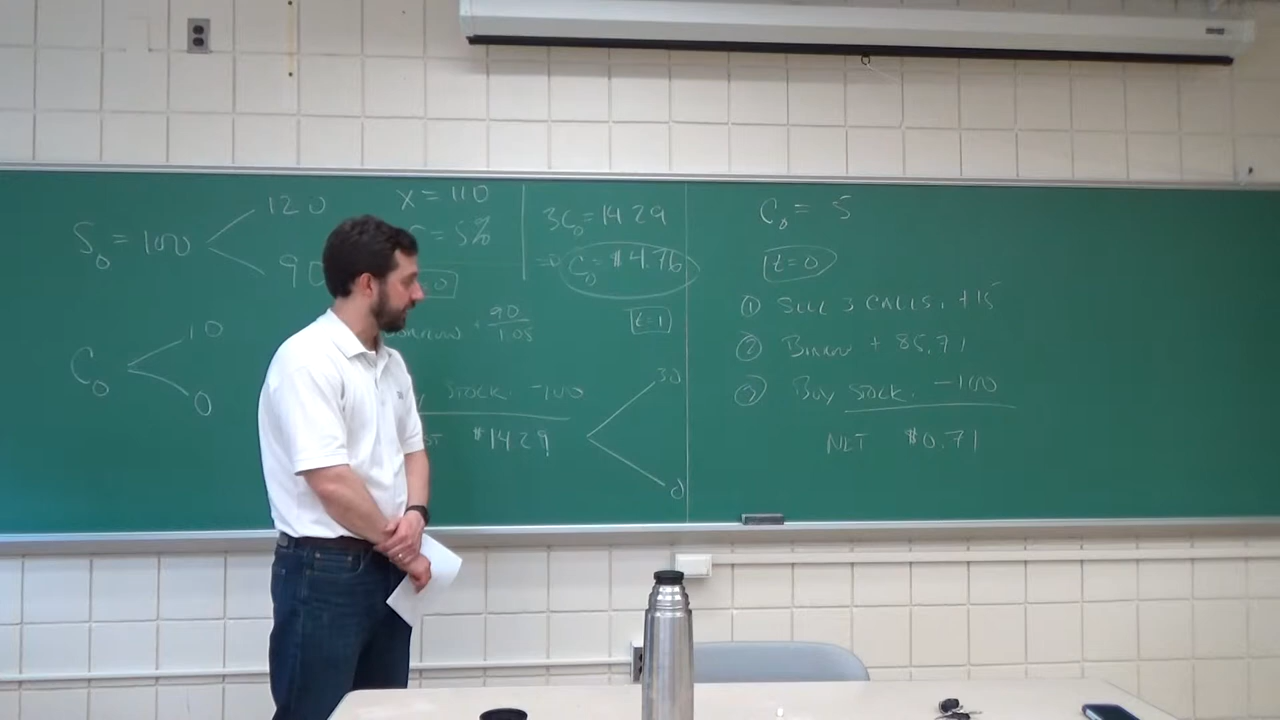 S₀ = 100
120
90
X = 110
= 5%
C₀
10
0
+ 90/1.05
STOCK. -100
$14.29
3C₀ = 14.29
⇒ C₀ = $4.76
t=1
30
0
C₀ = 5
t=0
① SELL 3 CALLS. +15
② BORROW + 85.71
③ BUY STOCK. -100
NET $0.71